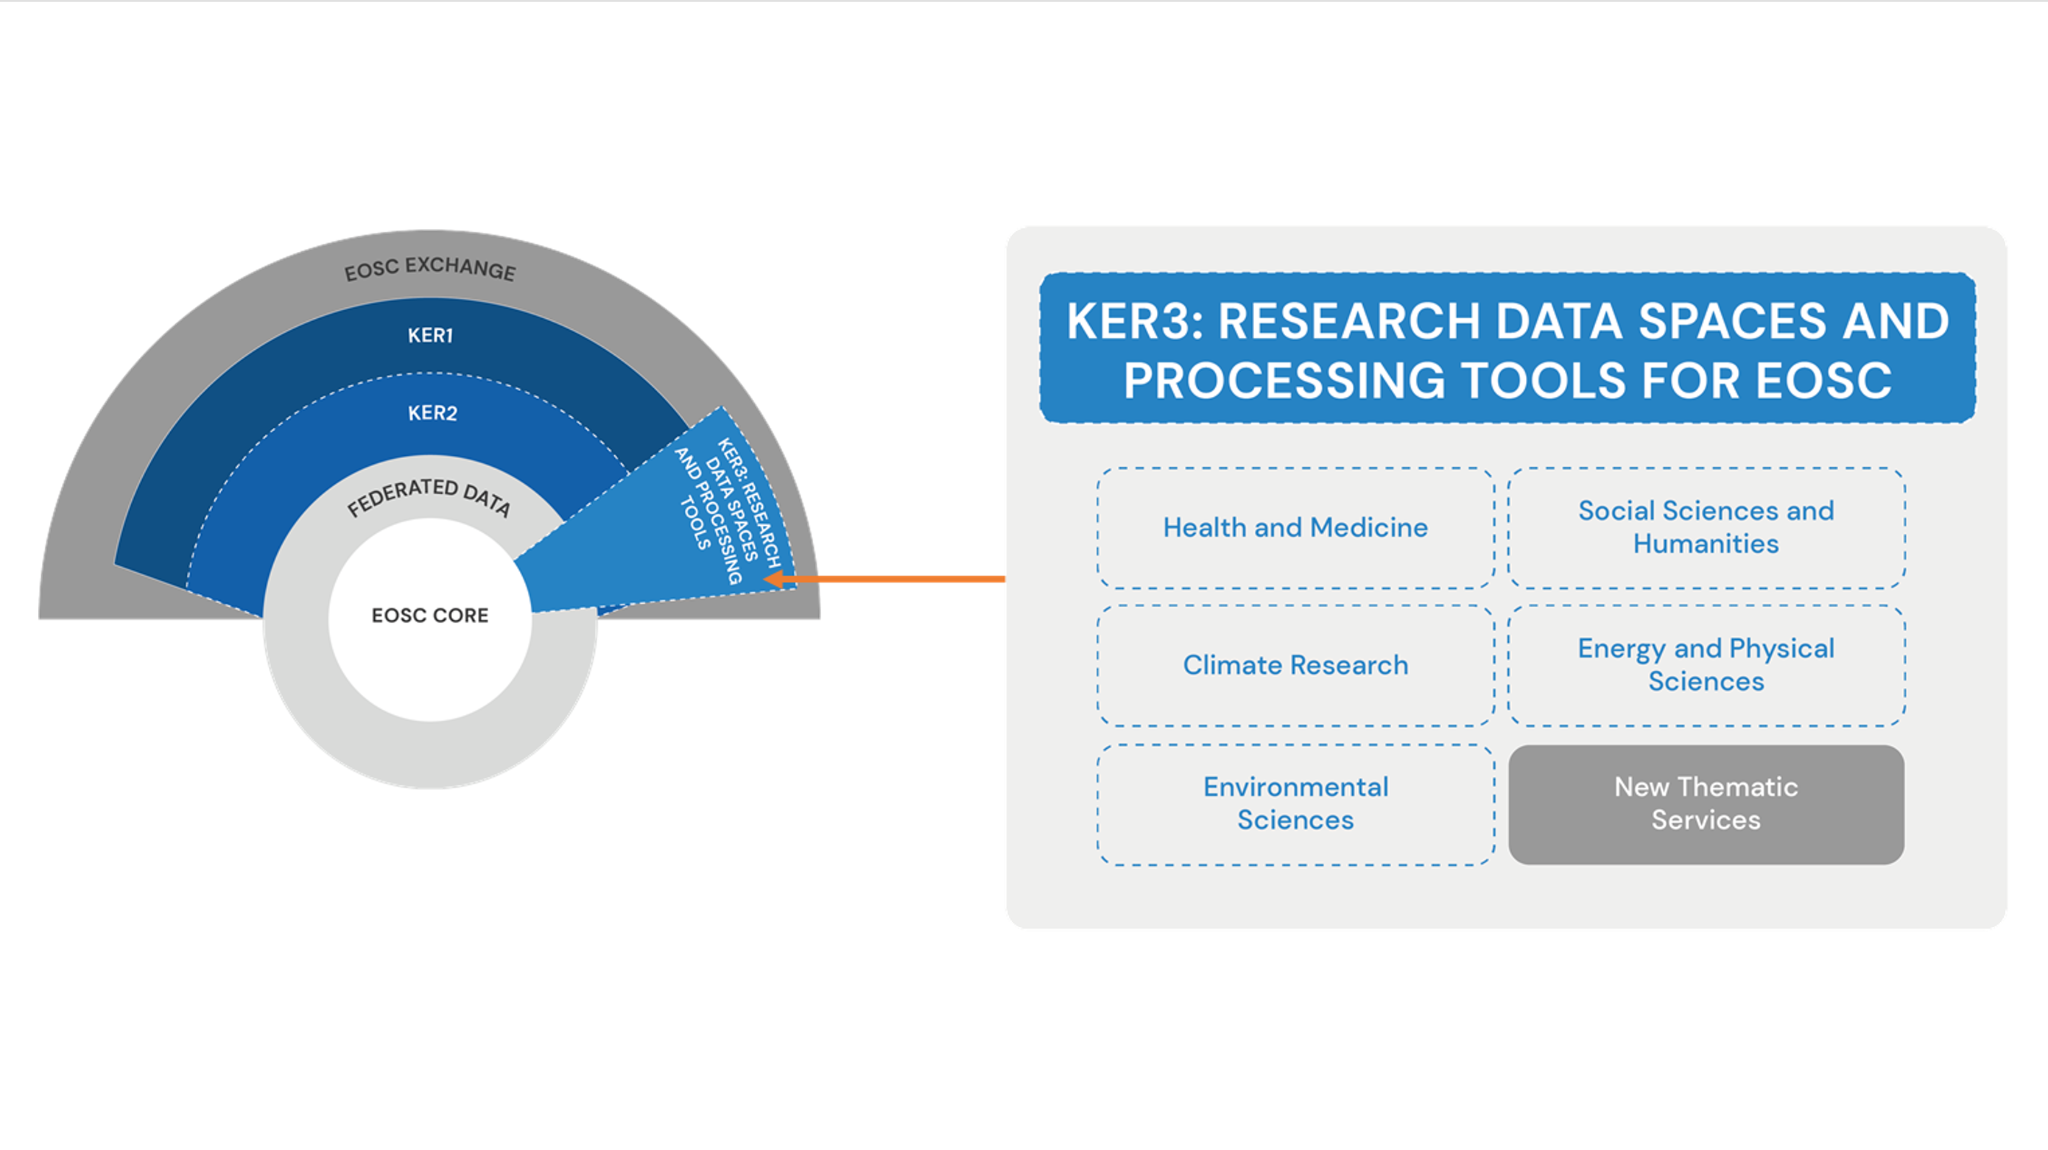 EOSC EXCHANGE
KER1
KER2
FEDERATED DATA
EOSC CORE
KER3: RESEARCH
DATA SPACES
AND PROCESSING
TOOLS
KER3: RESEARCH DATA SPACES AND
PROCESSING TOOLS FOR EOSC
Health and Medicine
Social Sciences and
Humanities
Climate Research
Energy and Physical
Sciences
Environmental
Sciences
New Thematic
Services